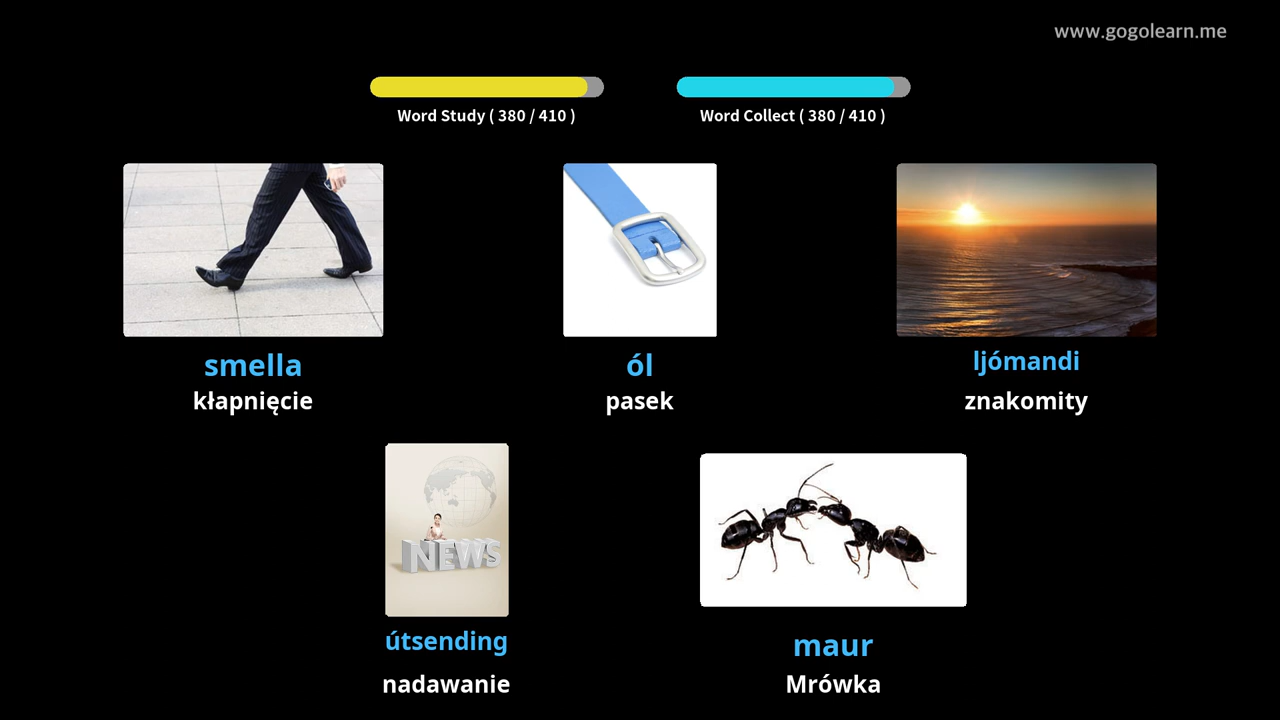 www.gogolearn.me
Word Study ( 380 / 410 )
Word Collect ( 380 / 410 )
smella
kłapnięcie
ól
pasek
ljómandi
znakomity
NEWS
útsending
nadawanie
maur
Mrówka